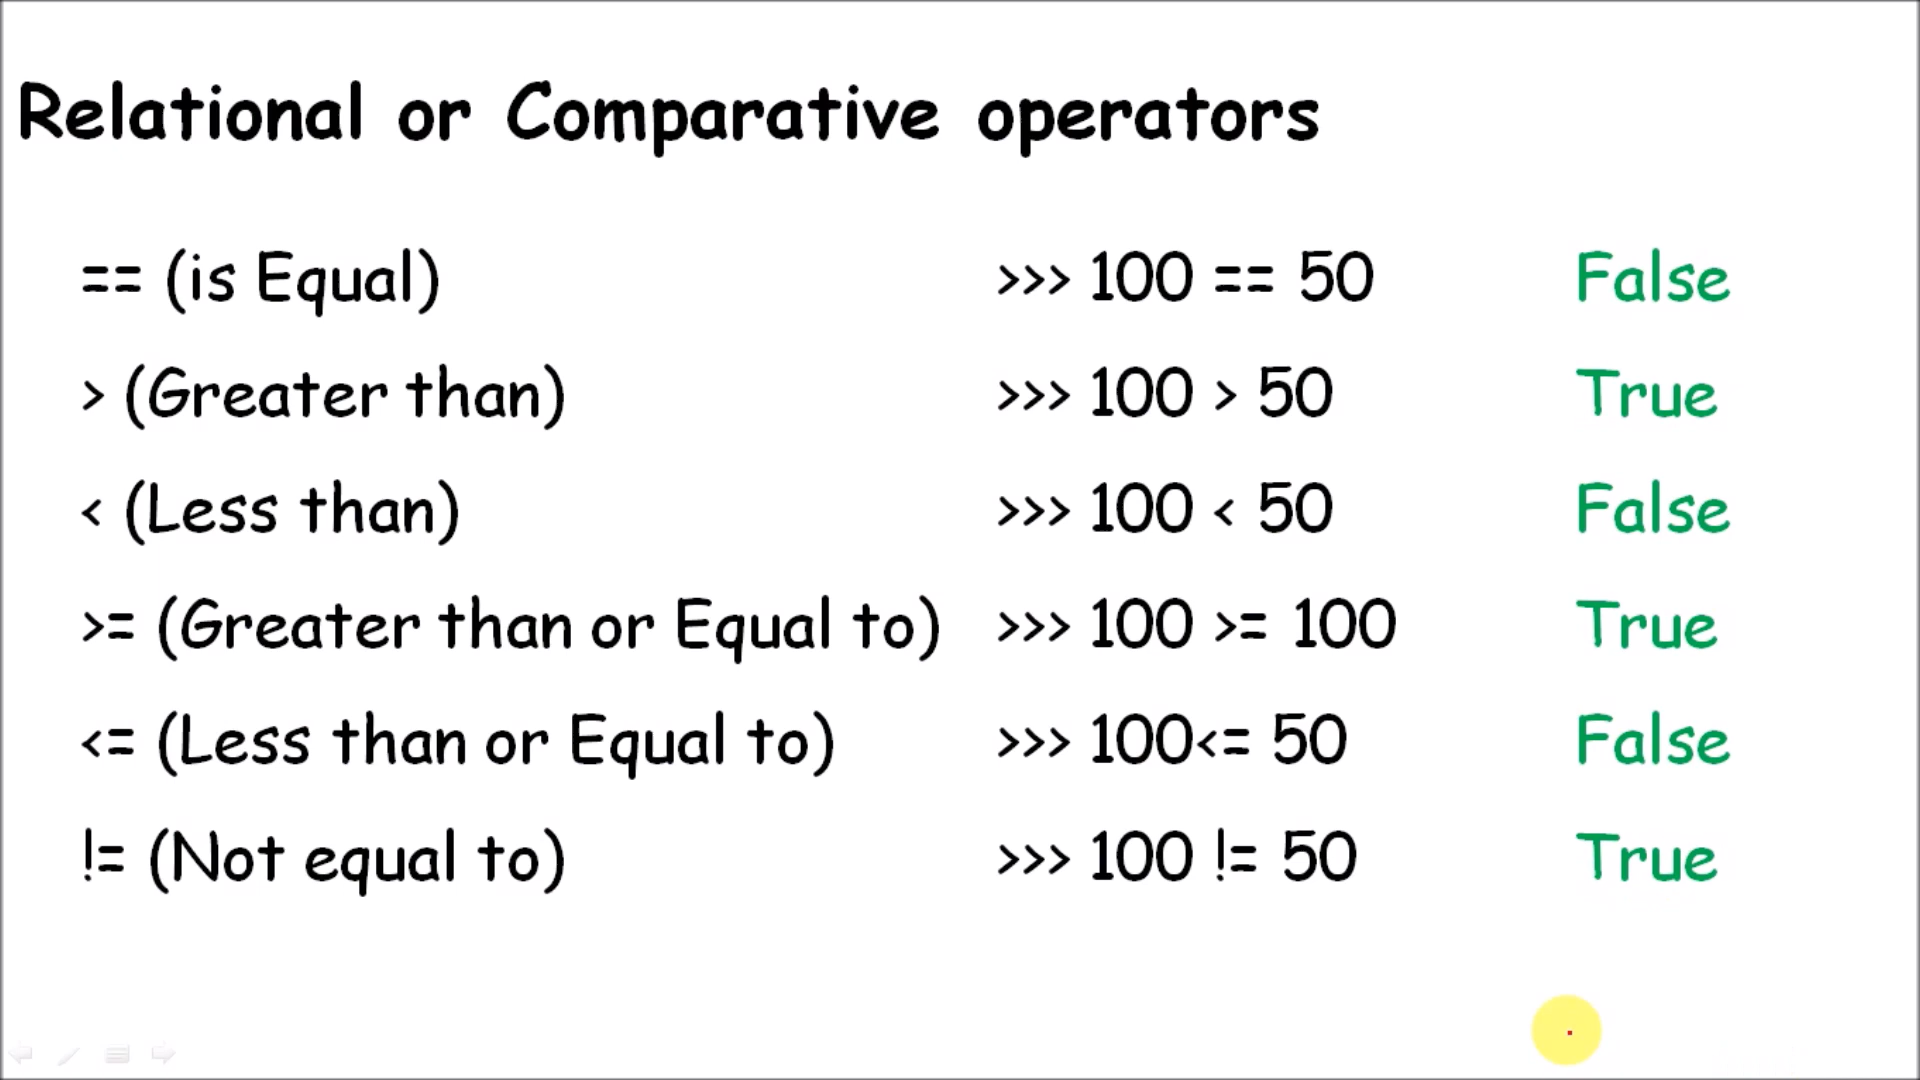 Relational or Comparative operators
== (is Equal) >>> 100 == 50 False
> (Greater than) >>> 100 > 50 True
< (Less than) >>> 100 < 50 False
>= (Greater than or Equal to) >>> 100 >= 100 True
<= (Less than or Equal to) >>> 100<= 50 False
!= (Not equal to) >>> 100 != 50 True